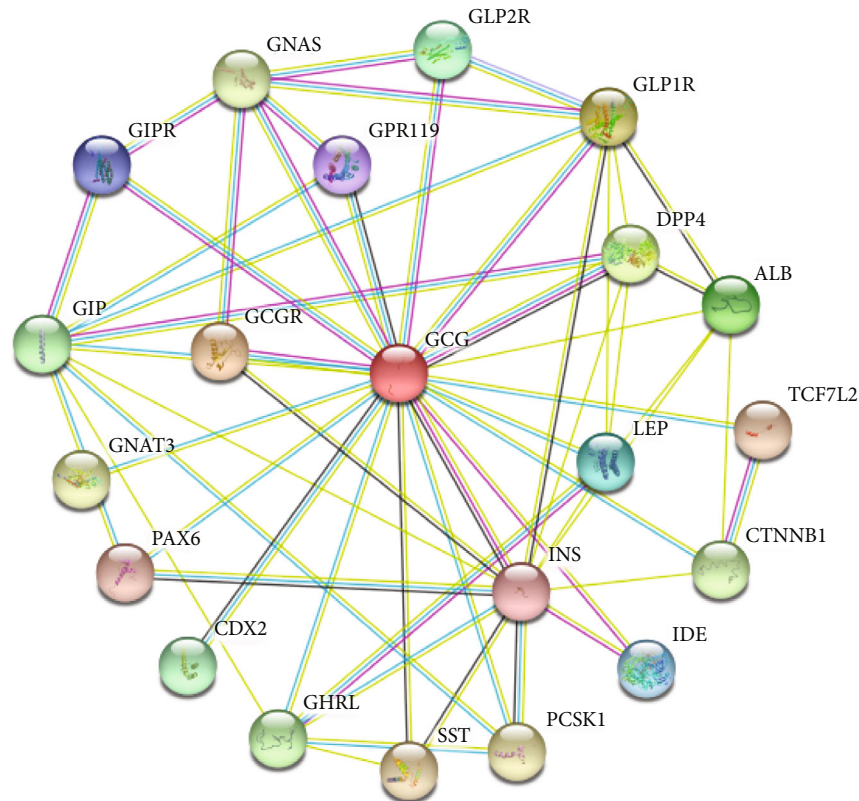 GLP2R
GNAS
GLP1R
GPR119
GIPR
DPP4
ALB
GIP
GCGR
GCG
TCF7L2
LEP
GNAT3
CTNNB1
PAX6
INS
CDX2
IDE
GHRL
PCSK1
SST